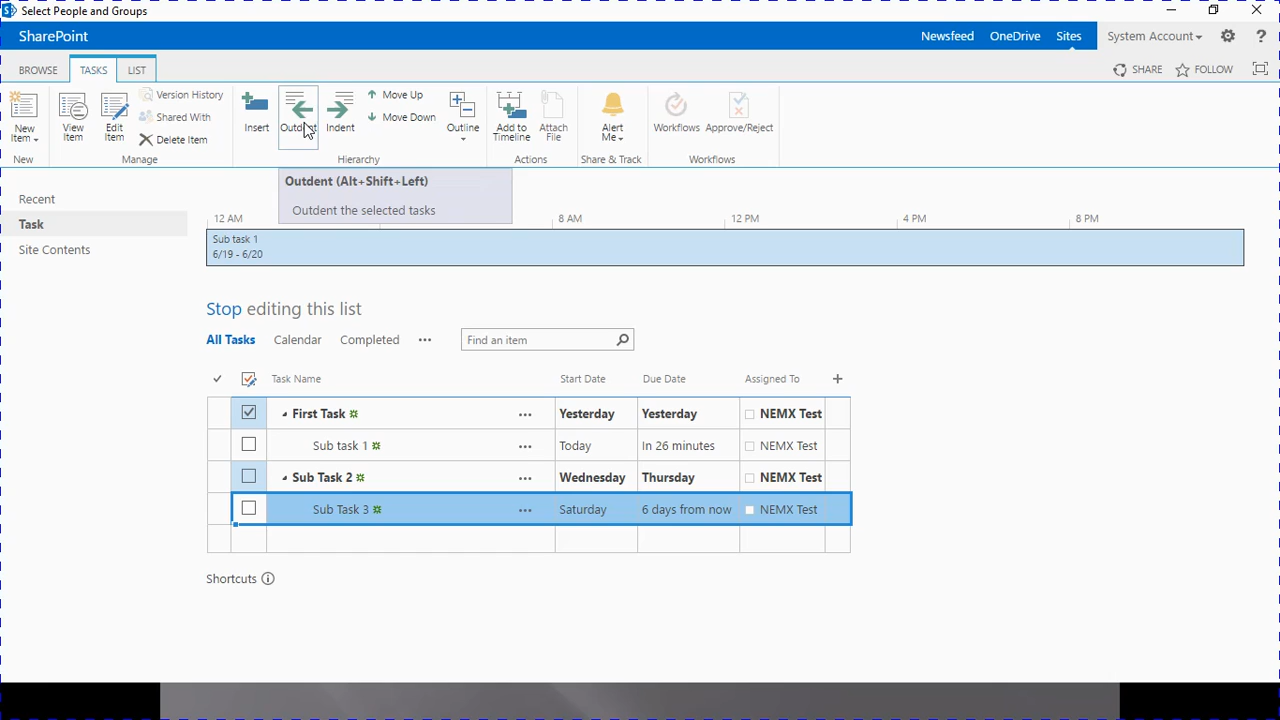 Select People and Groups
SharePoint
Newsfeed
OneDrive
Sites
System Account
?
BROWSE
TASKS
LIST
SHARE
FOLLOW
New Item
View Item
Edit Item
Version History
Shared With
Delete Item
Insert
Outdent
Indent
Move Up
Move Down
Outline
Add to Timeline
Attach File
Alert Me
Workflows
Approve/Reject
New
Manage
Hierarchy
Actions
Share & Track
Workflows
Outdent (Alt+Shift+Left)
Outdent the selected tasks
Recent
Task
Site Contents
12 AM
8 AM
12 PM
4 PM
8 PM
Sub task 1
6/19 - 6/20
Stop editing this list
All Tasks
Calendar
Completed
•••
Find an item
Task Name
Start Date
Due Date
Assigned To
First Task
Yesterday
Yesterday
NEMX Test
Sub task 1
Today
In 26 minutes
NEMX Test
Sub Task 2
Wednesday
Thursday
NEMX Test
Sub Task 3
Saturday
6 days from now
NEMX Test
Shortcuts